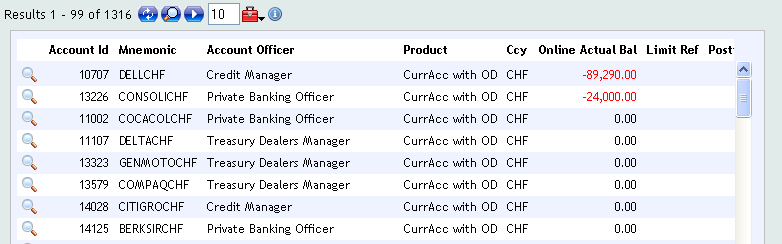 Results 1 - 99 of 1316 10
Account Id Mnemonic Account Officer Product Ccy Online Actual Bal Limit Ref Post
10707 DELLCHF Credit Manager CurrAcc with OD CHF -89,290.00
13226 CONSOLICHF Private Banking Officer CurrAcc with OD CHF -24,000.00
11002 COCACOLCHF Private Banking Officer CurrAcc with OD CHF 0.00
11107 DELTACHF Treasury Dealers Manager CurrAcc with OD CHF 0.00
13323 GENMOTOCHF Treasury Dealers Manager CurrAcc with OD CHF 0.00
13579 COMPAQCHF Treasury Dealers Manager CurrAcc with OD CHF 0.00
14028 CITIGROCHF Credit Manager CurrAcc with OD CHF 0.00
14125 BERKSIRCHF Private Banking Officer CurrAcc with OD CHF 0.00